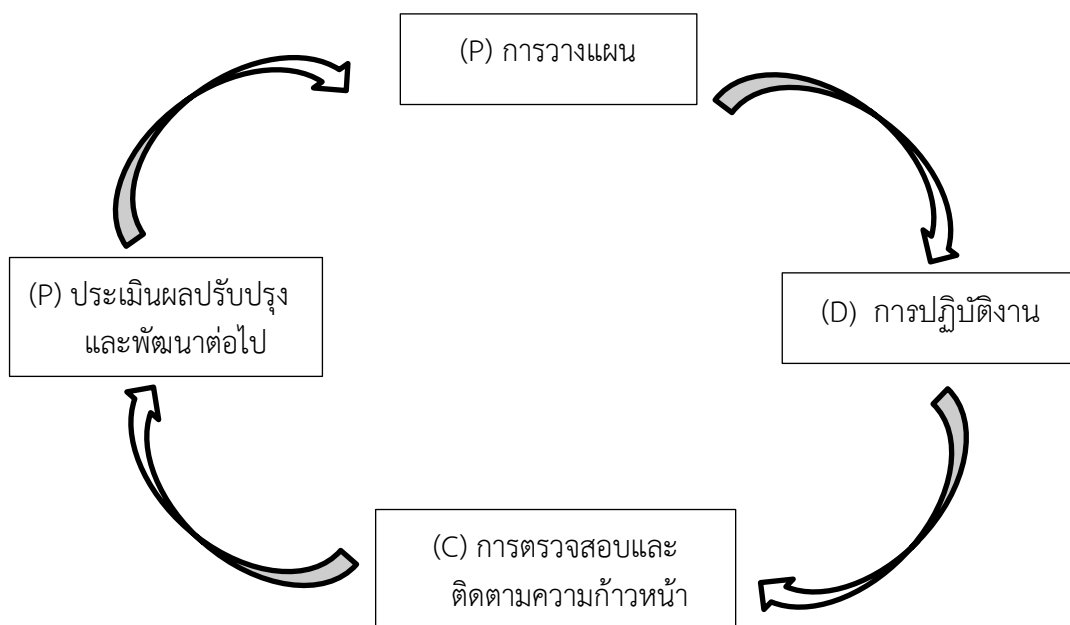 (P) การวางแผน
(D) การปฏิบัติงาน
(C) การตรวจสอบและ
ติดตามความก้าวหน้า
(P) ประเมินผลปรับปรุง
และพัฒนาต่อไป